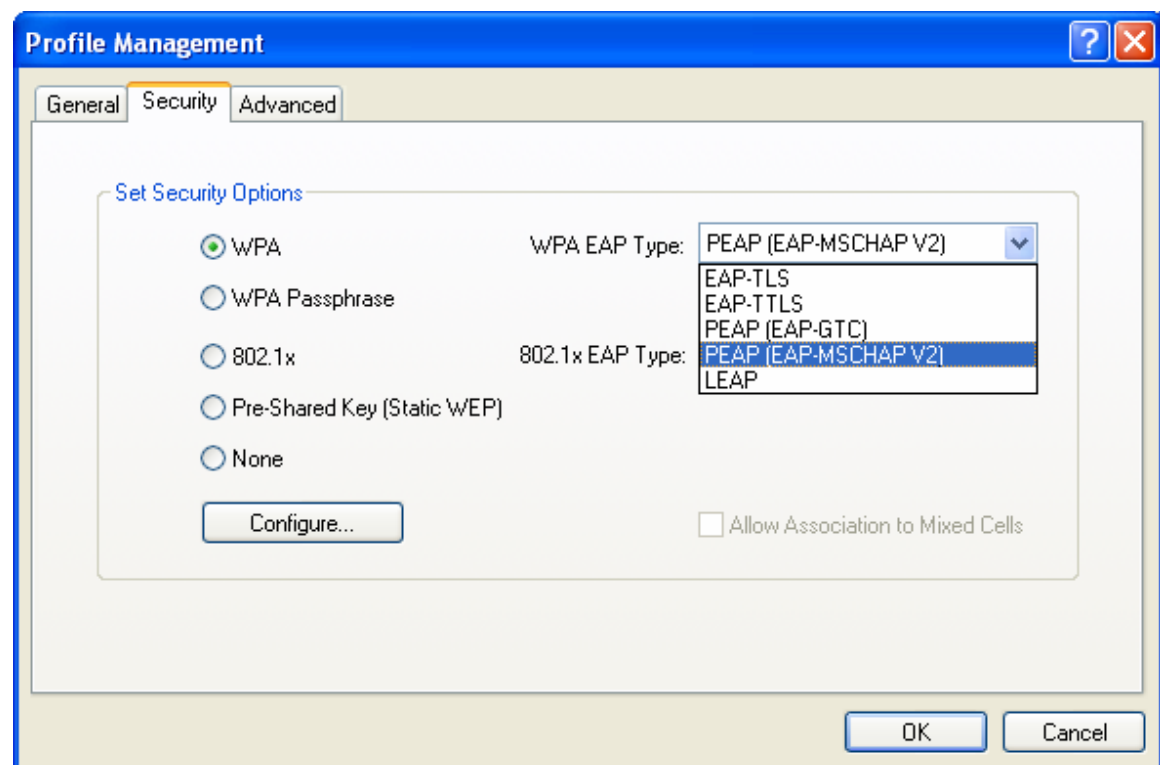 Profile Management
General Security Advanced
Set Security Options
WPA WPA EAP Type: PEAP (EAP-MSCHAP V2)
EAP-TLS
WPA Passphrase EAP-TTLS
PEAP (EAP-GTC)
802.1x 802.1x EAP Type: PEAP (EAP-MSCHAP V2)
LEAP
Pre-Shared Key (Static WEP)
None
Configure... Allow Association to Mixed Cells
OK Cancel